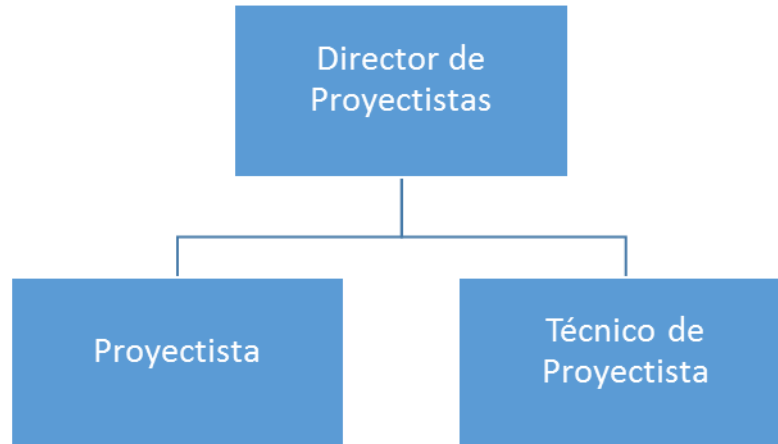 Director de
Proyectistas
Proyectista
Técnico de
Proyectista